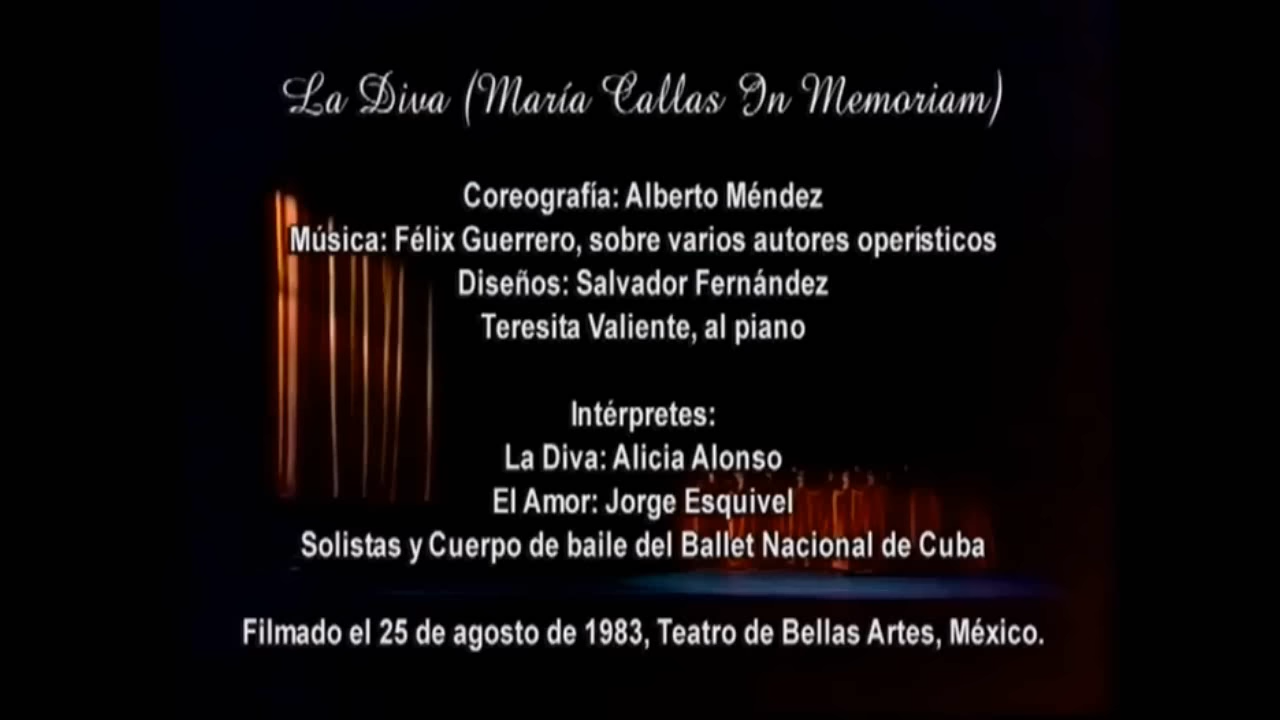 La Diva (María Callas In Memoriam)
Coreografía: Alberto Méndez
Música: Félix Guerrero, sobre varios autores operísticos
Diseños: Salvador Fernández
Teresita Valiente, al piano
Intérpretes:
La Diva: Alicia Alonso
El Amor: Jorge Esquivel
Solistas y Cuerpo de baile del Ballet Nacional de Cuba
Filmado el 25 de agosto de 1983, Teatro de Bellas Artes, México.